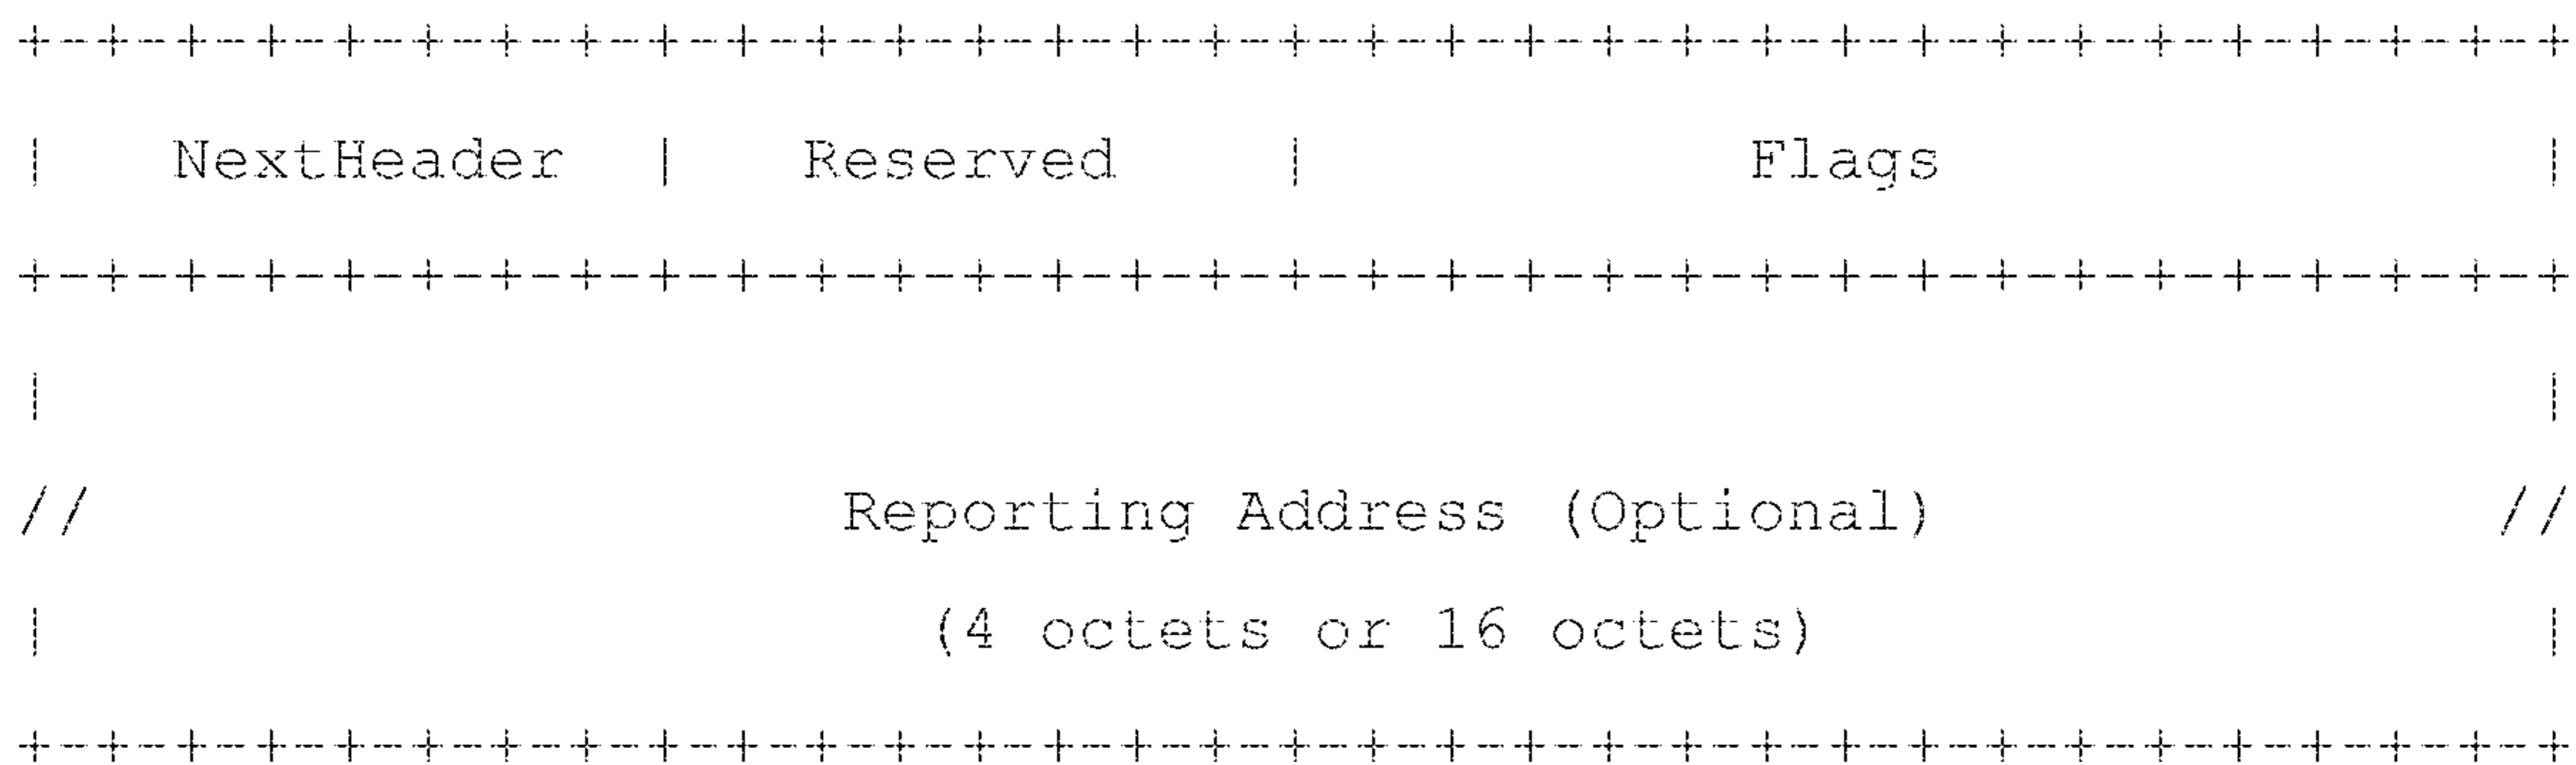 +-+-+-+-+-+-+-+-+-+-+-+-+-+-+-+-+-+-+-+-+-+-+-+-+-+-+-+-+-+-+-+-+
|   NextHeader  |   Reserved    |           Flags               |
+-+-+-+-+-+-+-+-+-+-+-+-+-+-+-+-+-+-+-+-+-+-+-+-+-+-+-+-+-+-+-+-+
|                                                               |
//                   Reporting Address (Optional)              //
|                      (4 octets or 16 octets)                  |
+-+-+-+-+-+-+-+-+-+-+-+-+-+-+-+-+-+-+-+-+-+-+-+-+-+-+-+-+-+-+-+-+